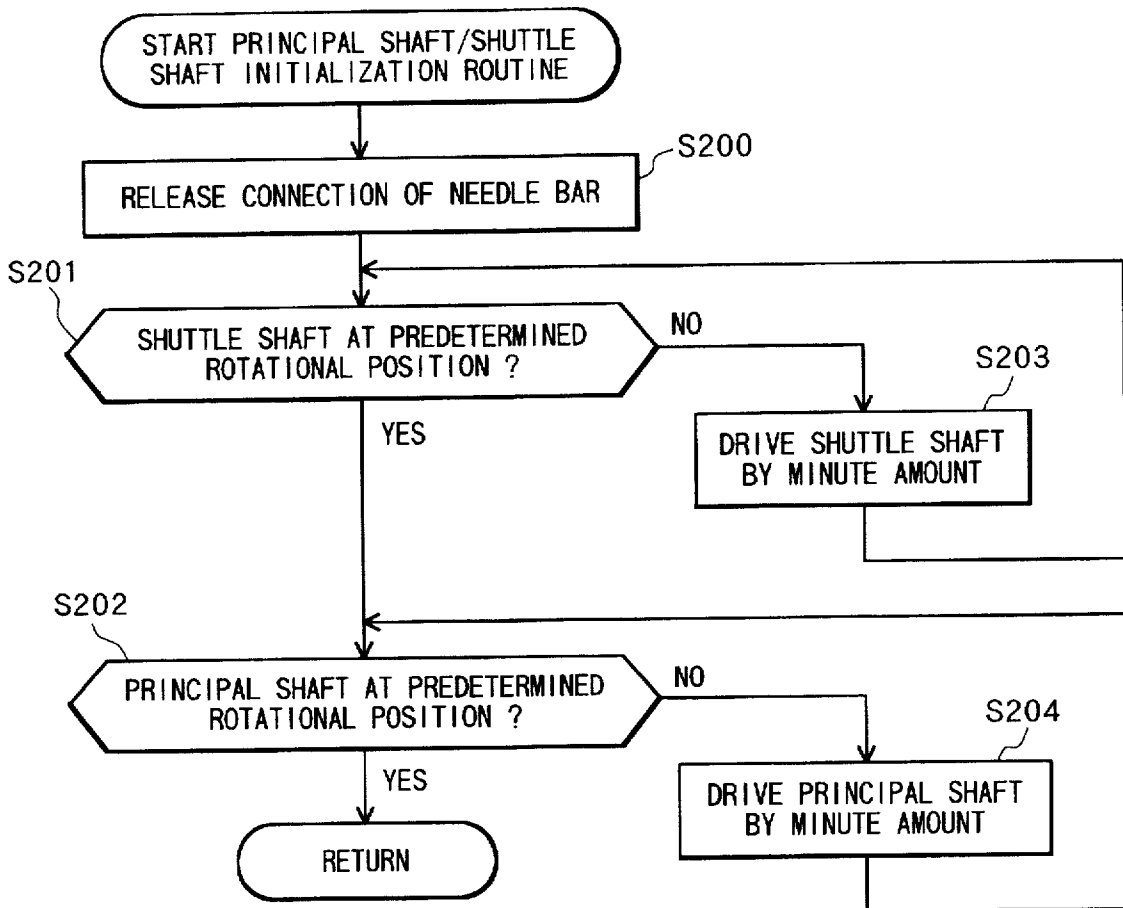 START PRINCIPAL SHAFT/SHUTTLE
SHAFT INITIALIZATION ROUTINE
S200
RELEASE CONNECTION OF NEEDLE BAR
S201
SHUTTLE SHAFT AT PREDETERMINED
ROTATIONAL POSITION ?
NO
YES
S203
DRIVE SHUTTLE SHAFT
BY MINUTE AMOUNT
S202
PRINCIPAL SHAFT AT PREDETERMINED
ROTATIONAL POSITION ?
NO
YES
S204
DRIVE PRINCIPAL SHAFT
BY MINUTE AMOUNT
RETURN